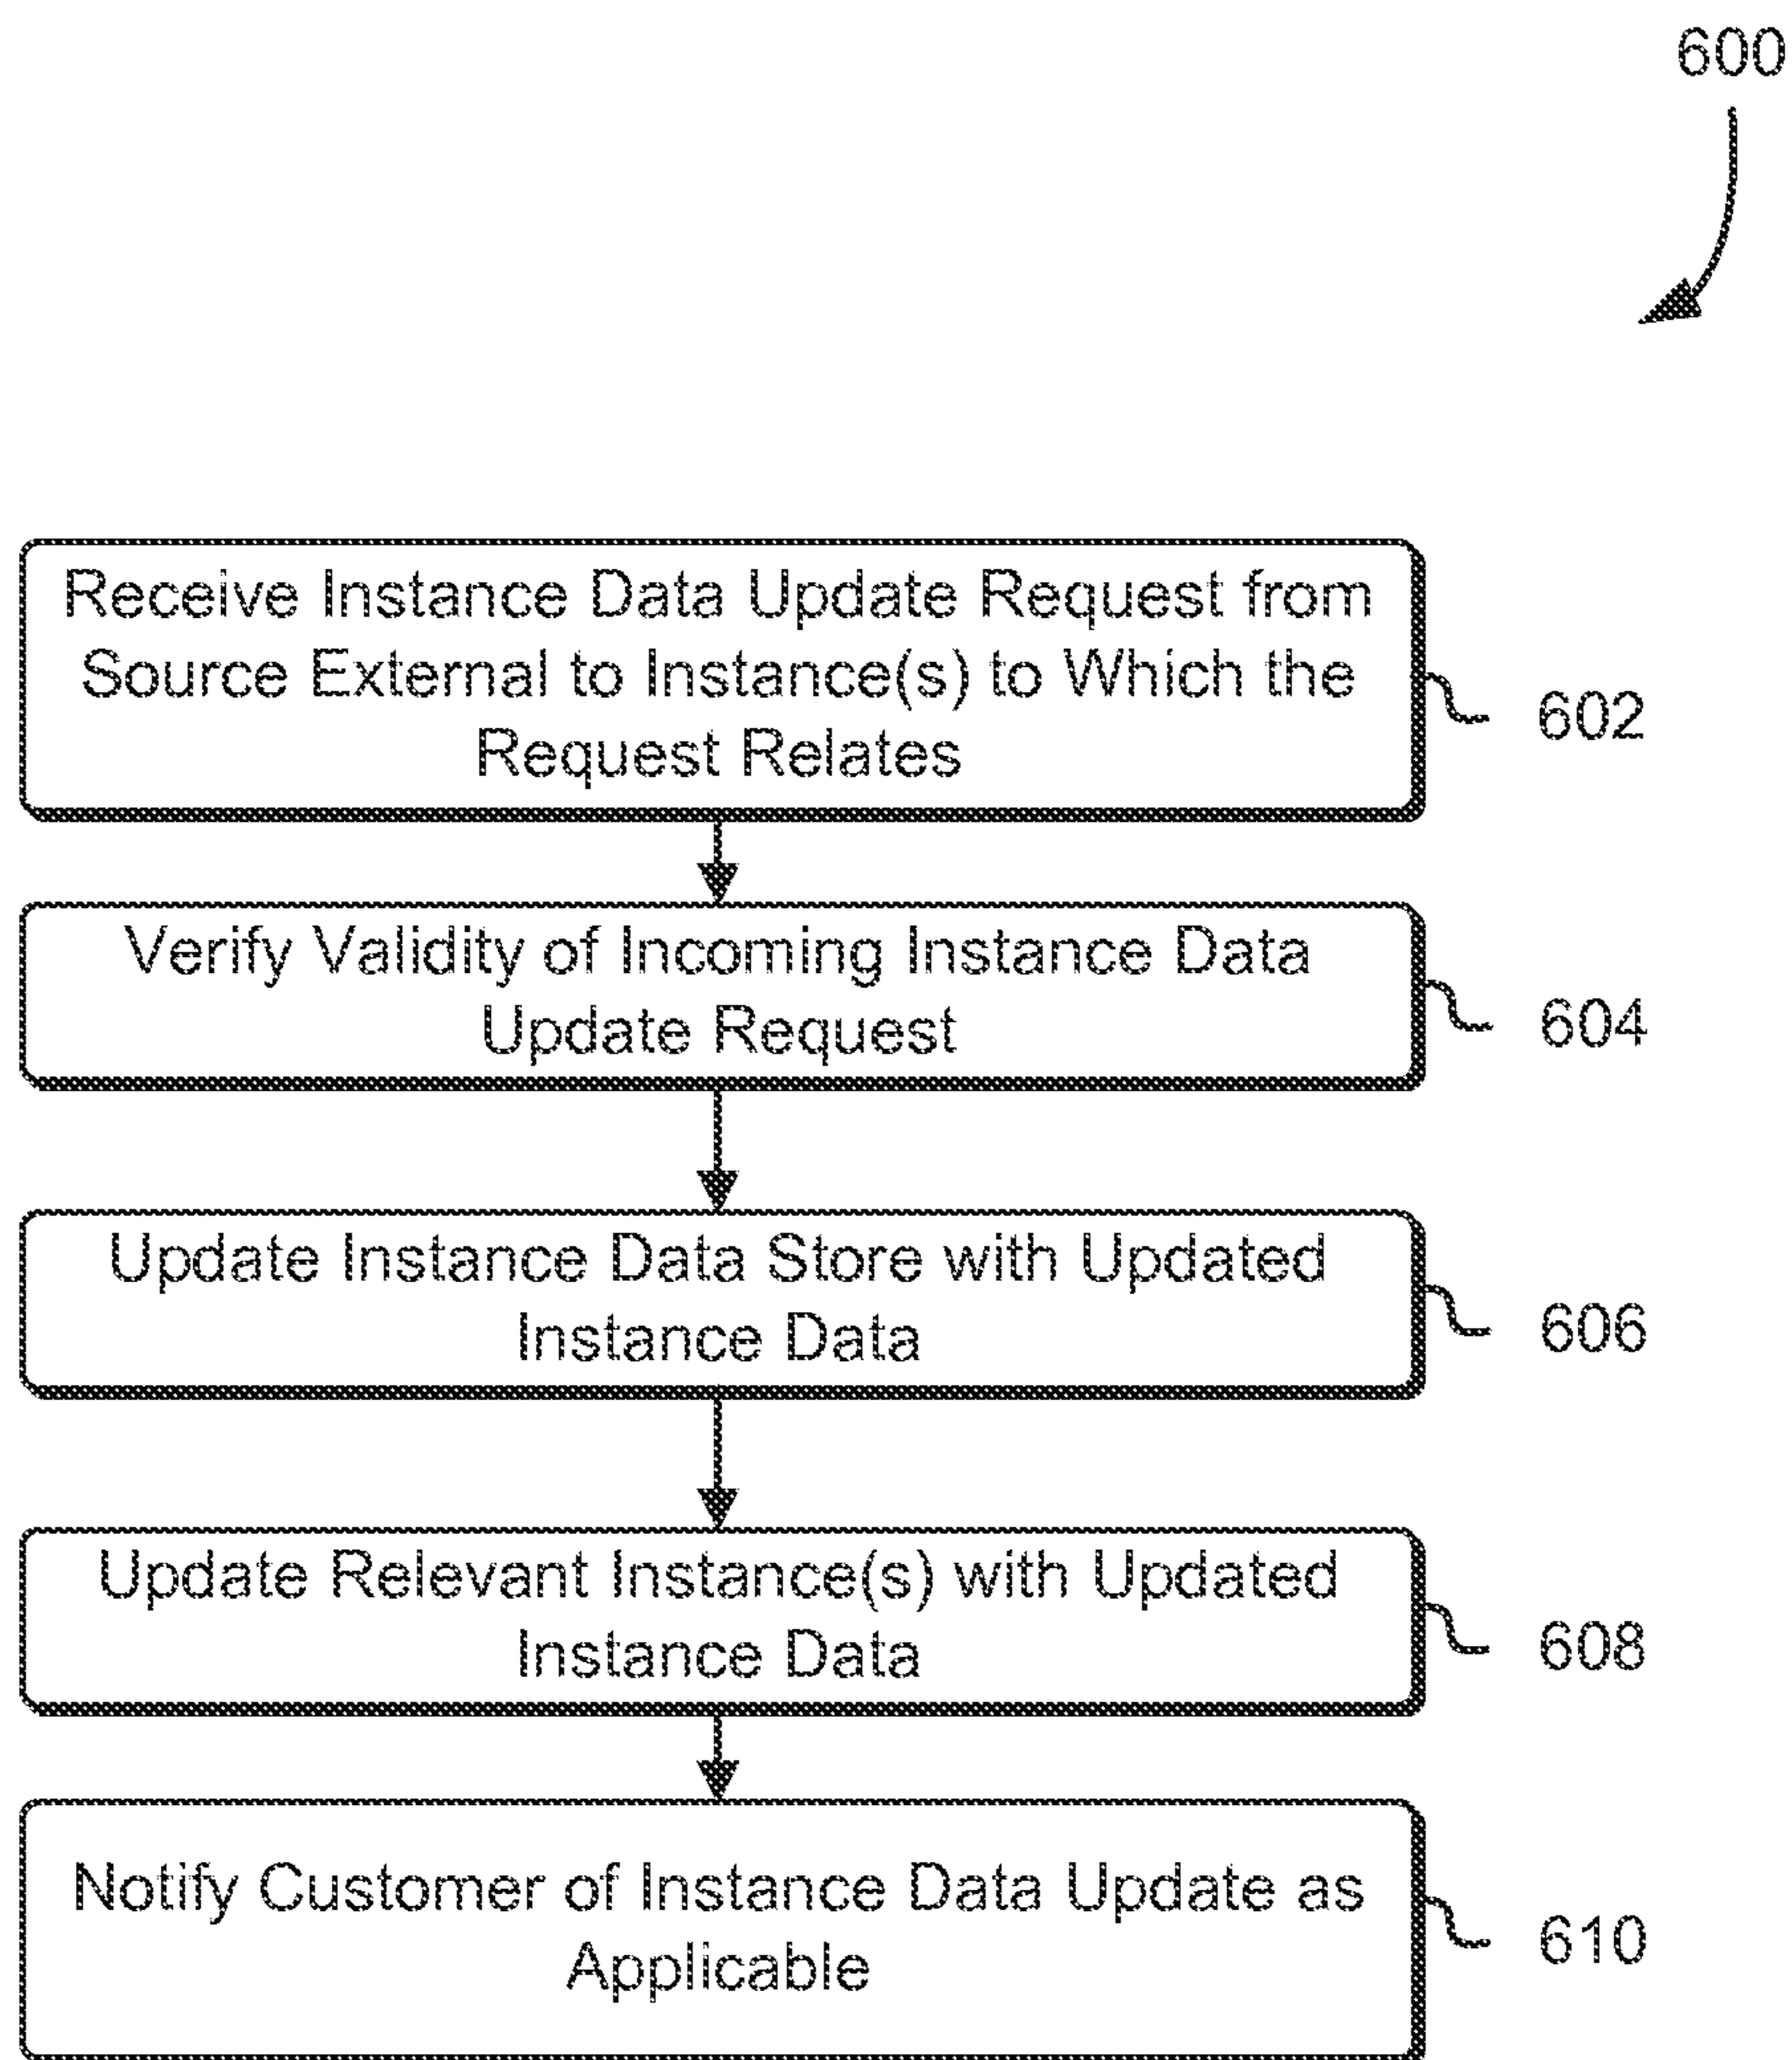 600
Receive Instance Data Update Request from
Source External to Instance(s) to Which the
Request Relates
602
Verify Validity of Incoming Instance Data
Update Request
604
Update Instance Data Store with Updated
Instance Data
606
Update Relevant Instance(s) with Updated
Instance Data
608
Notify Customer of Instance Data Update as
Applicable
610